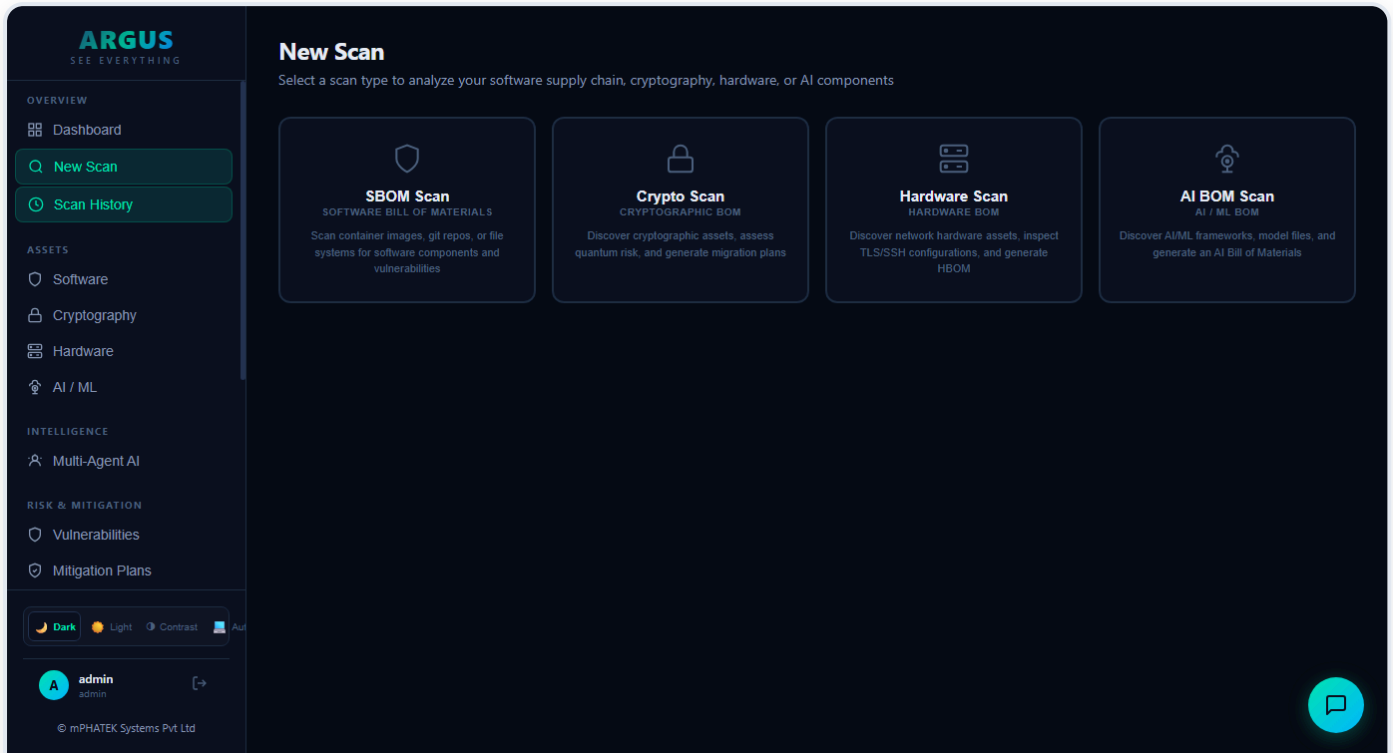 ARGUS
SEE EVERYTHING
OVERVIEW
Dashboard
New Scan
Scan History
ASSETS
Software
Cryptography
Hardware
AI / ML
INTELLIGENCE
Multi-Agent AI
RISK & MITIGATION
Vulnerabilities
Mitigation Plans
Dark Light Contrast Aut
A
admin
admin
© mPHATEK Systems Pvt Ltd
New Scan
Select a scan type to analyze your software supply chain, cryptography, hardware, or AI components
SBOM Scan
SOFTWARE BILL OF MATERIALS
Scan container images, git repos, or file
systems for software components and
vulnerabilities
Crypto Scan
CRYPTOGRAPHIC BOM
Discover cryptographic assets, assess
quantum risk, and generate migration plans
Hardware Scan
HARDWARE BOM
Discover network hardware assets, inspect
TLS/SSH configurations, and generate
HBOM
AI BOM Scan
AI / ML BOM
Discover AI/ML frameworks, model files, and
generate an AI Bill of Materials